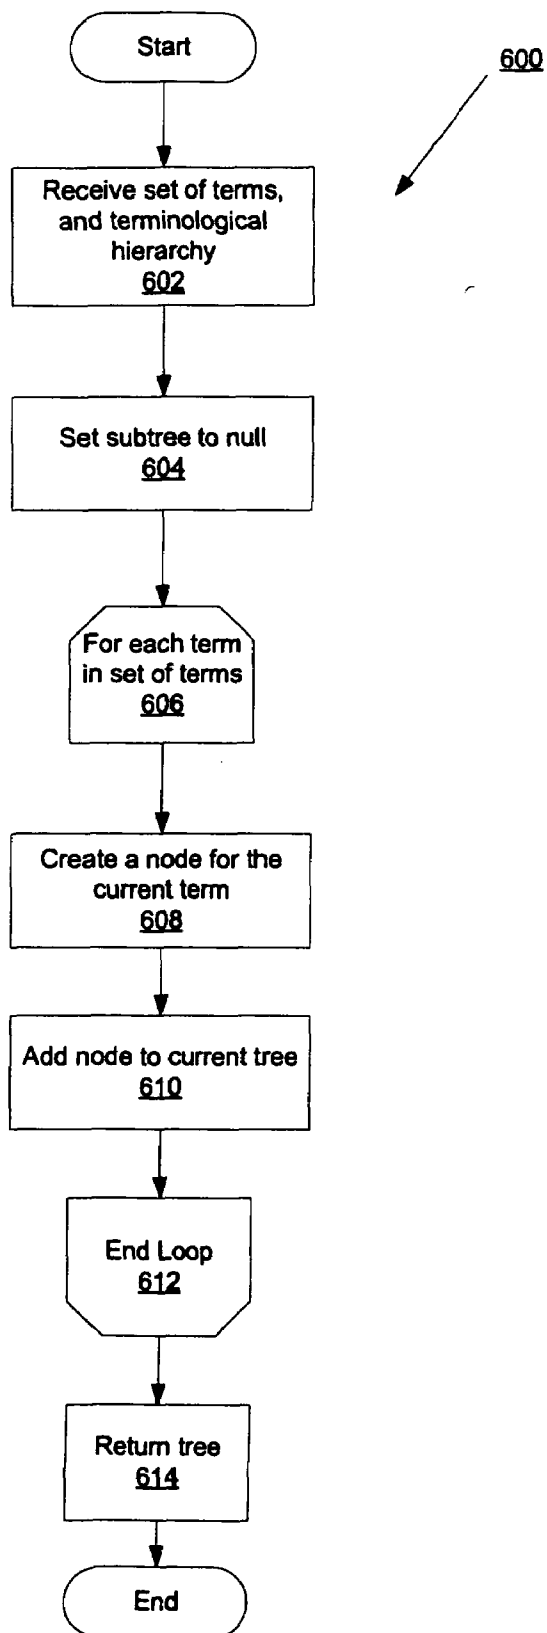 Start
600
Receive set of terms,
and terminological
hierarchy
602
Set subtree to null
604
For each term
in set of terms
606
Create a node for the
current term
608
Add node to current tree
610
End Loop
612
Return tree
614
End